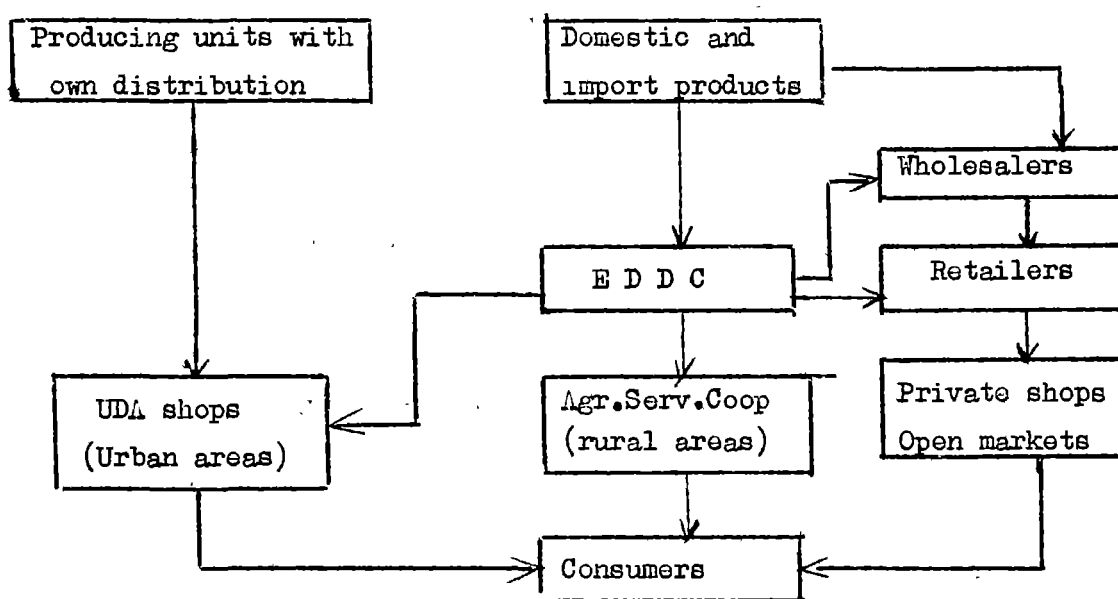 Producing units with
own distribution
Domestic and
import products
Wholesalers
E D D C
Retailers
UDA shops
(Urban areas)
Agr.Serv.Coop
(rural areas)
Private shops
Open markets
Consumers